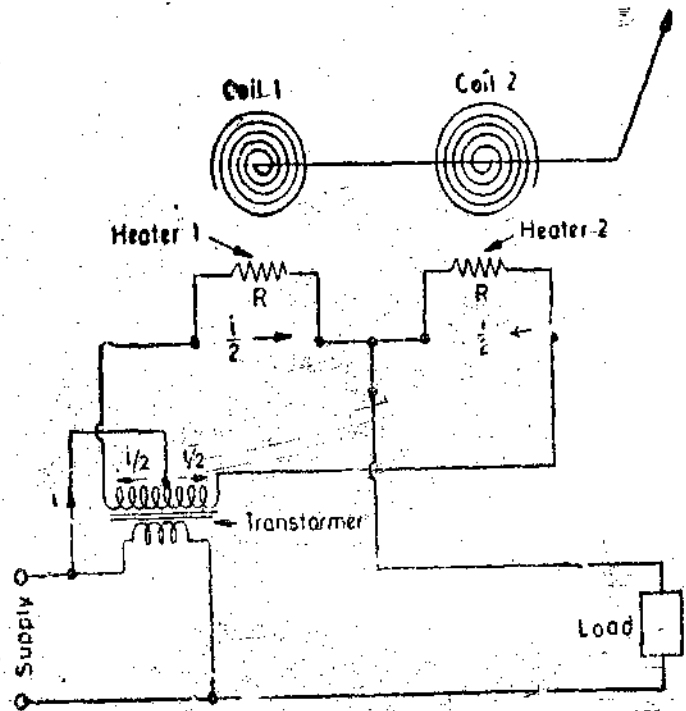 Coil 1
Coil 2
Heater 1
Heater 2
R
R
i/2
i/2
i/2
i/2
i
Transformer
Supply
Load